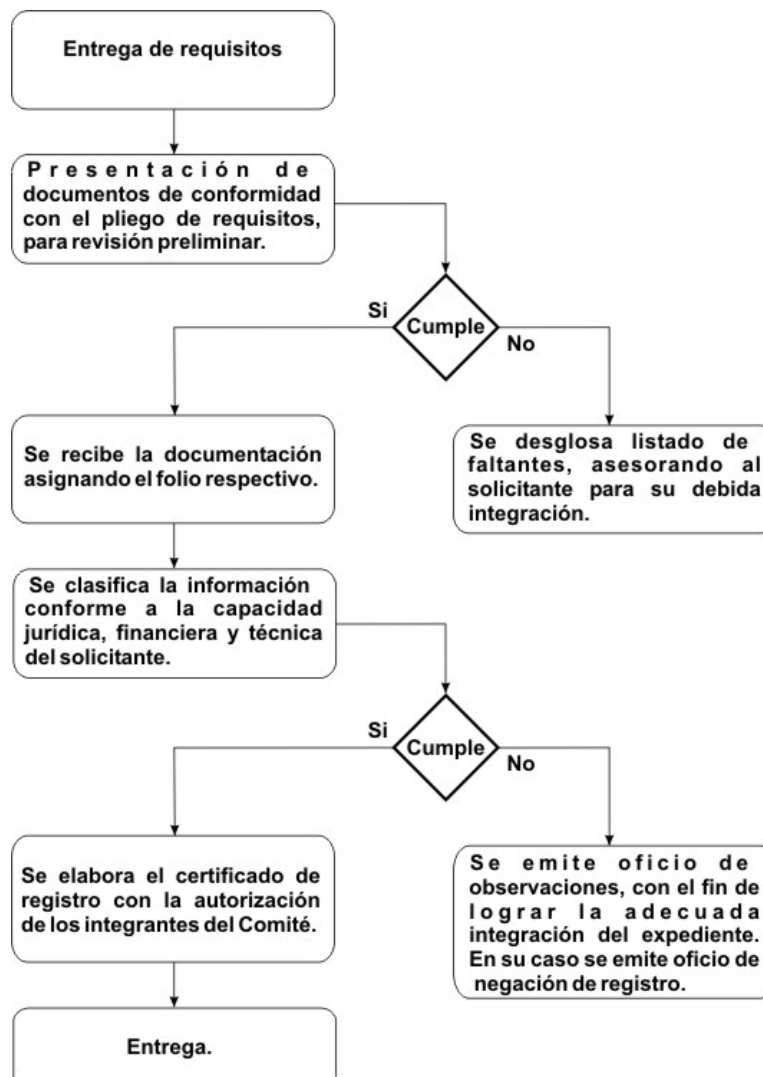 Entrega de requisitos
Presentación de
documentos de conformidad
con el pliego de requisitos,
para revisión preliminar.
Cumple
Si
No
Se recibe la documentación
asignando el folio respectivo.
Se desglosa listado de
faltantes, asesorando al
solicitante para su debida
integración.
Se clasifica la información
conforme a la capacidad
jurídica, financiera y técnica
del solicitante.
Cumple
Si
No
Se elabora el certificado de
registro con la autorización
de los integrantes del Comité.
Se emite oficio de
observaciones, con el fin de
lograr la adecuada
integración del expediente.
En su caso se emite oficio de
negación de registro.
Entrega.